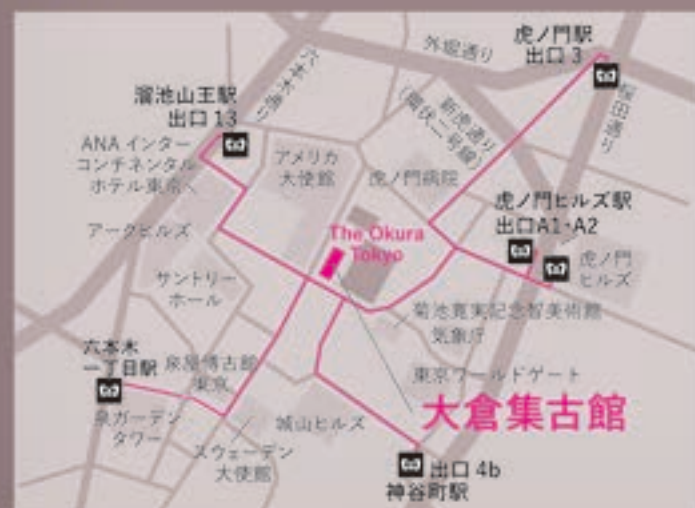 外堀通り
虎ノ門駅
出口 3
六本木通り
桜田通り
溜池山王駅
出口 13
新虎通り
ANA インター
コンチネンタル
ホテル東京へ
アメリカ
大使館
虎ノ門病院
虎ノ門ヒルズ駅
出口A1・A2
The Okura
Tokyo
アークヒルズ
虎ノ門
ヒルズ
サントリー
ホール
菊池寛実記念智美術館
気象庁
六本木
一丁目駅
泉屋博古館
東京
東京ワールドゲート
大倉集古館
泉ガーデン
タワー
城山ヒルズ
スウェーデン
大使館
出口 4b
神谷町駅